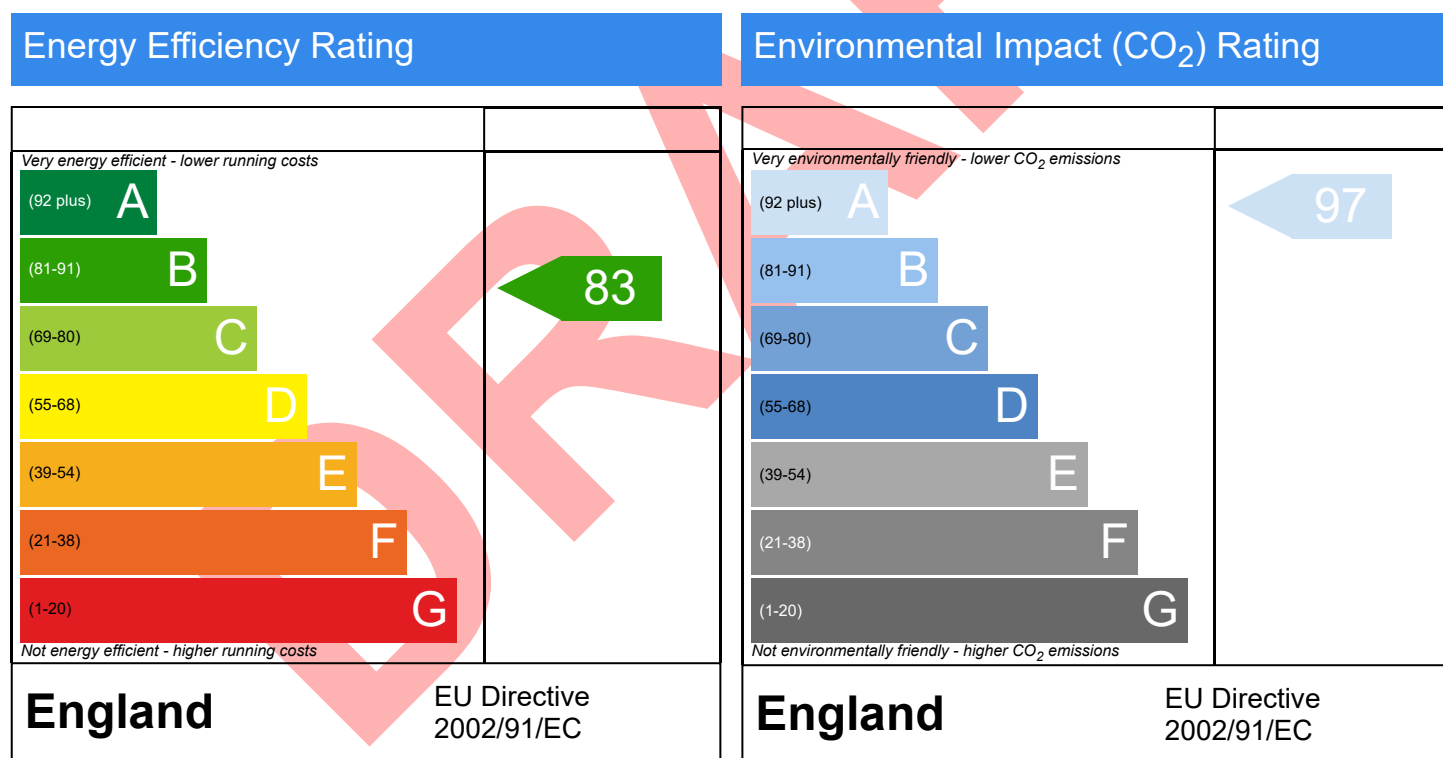 Energy Efficiency Rating
Very energy efficient - lower running costs
(92 plus) A
(81-91) B
83
(69-80) C
(55-68) D
(39-54) E
(21-38) F
(1-20) G
Not energy efficient - higher running costs
England
EU Directive
2002/91/EC
Environmental Impact (CO₂) Rating
Very environmentally friendly - lower CO₂ emissions
(92 plus) A
97
(81-91) B
(69-80) C
(55-68) D
(39-54) E
(21-38) F
(1-20) G
Not environmentally friendly - higher CO₂ emissions
England
EU Directive
2002/91/EC